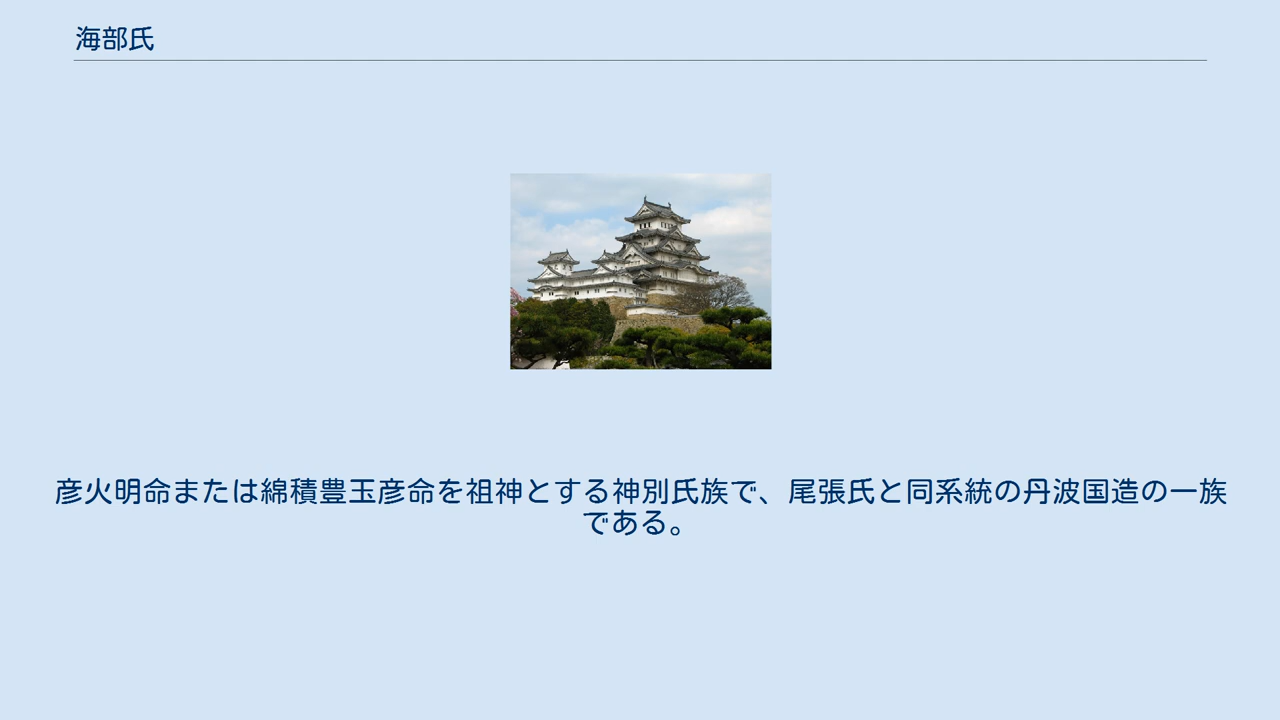 海部氏
彦火明命または綿積豊玉彦命を祖神とする神別氏族で、尾張氏と同系統の丹波国造の一族
である。